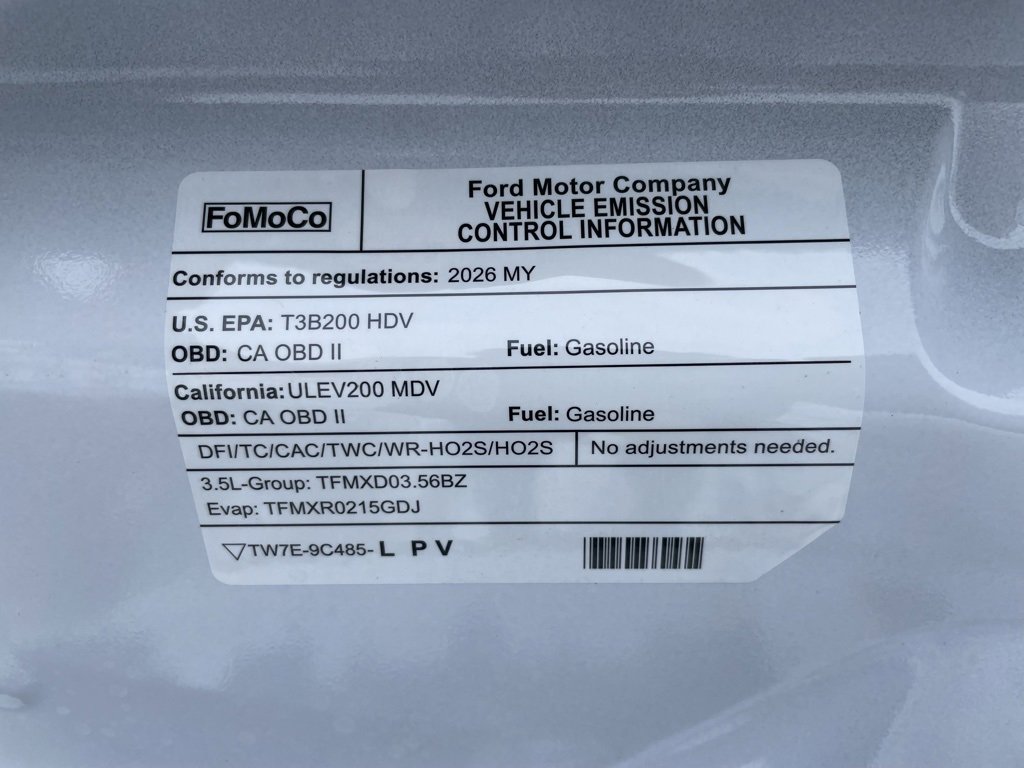 FoMoCo
Ford Motor Company
VEHICLE EMISSION
CONTROL INFORMATION
Conforms to regulations: 2026 MY
U.S. EPA: T3B200 HDV
OBD: CA OBD II Fuel: Gasoline
California: ULEV200 MDV
OBD: CA OBD II Fuel: Gasoline
DFI/TC/CAC/TWC/WR-HO2S/HO2S No adjustments needed.
3.5L-Group: TFMXD03.56BZ
Evap: TFMXR0215GDJ
▽TW7E-9C485-L P V